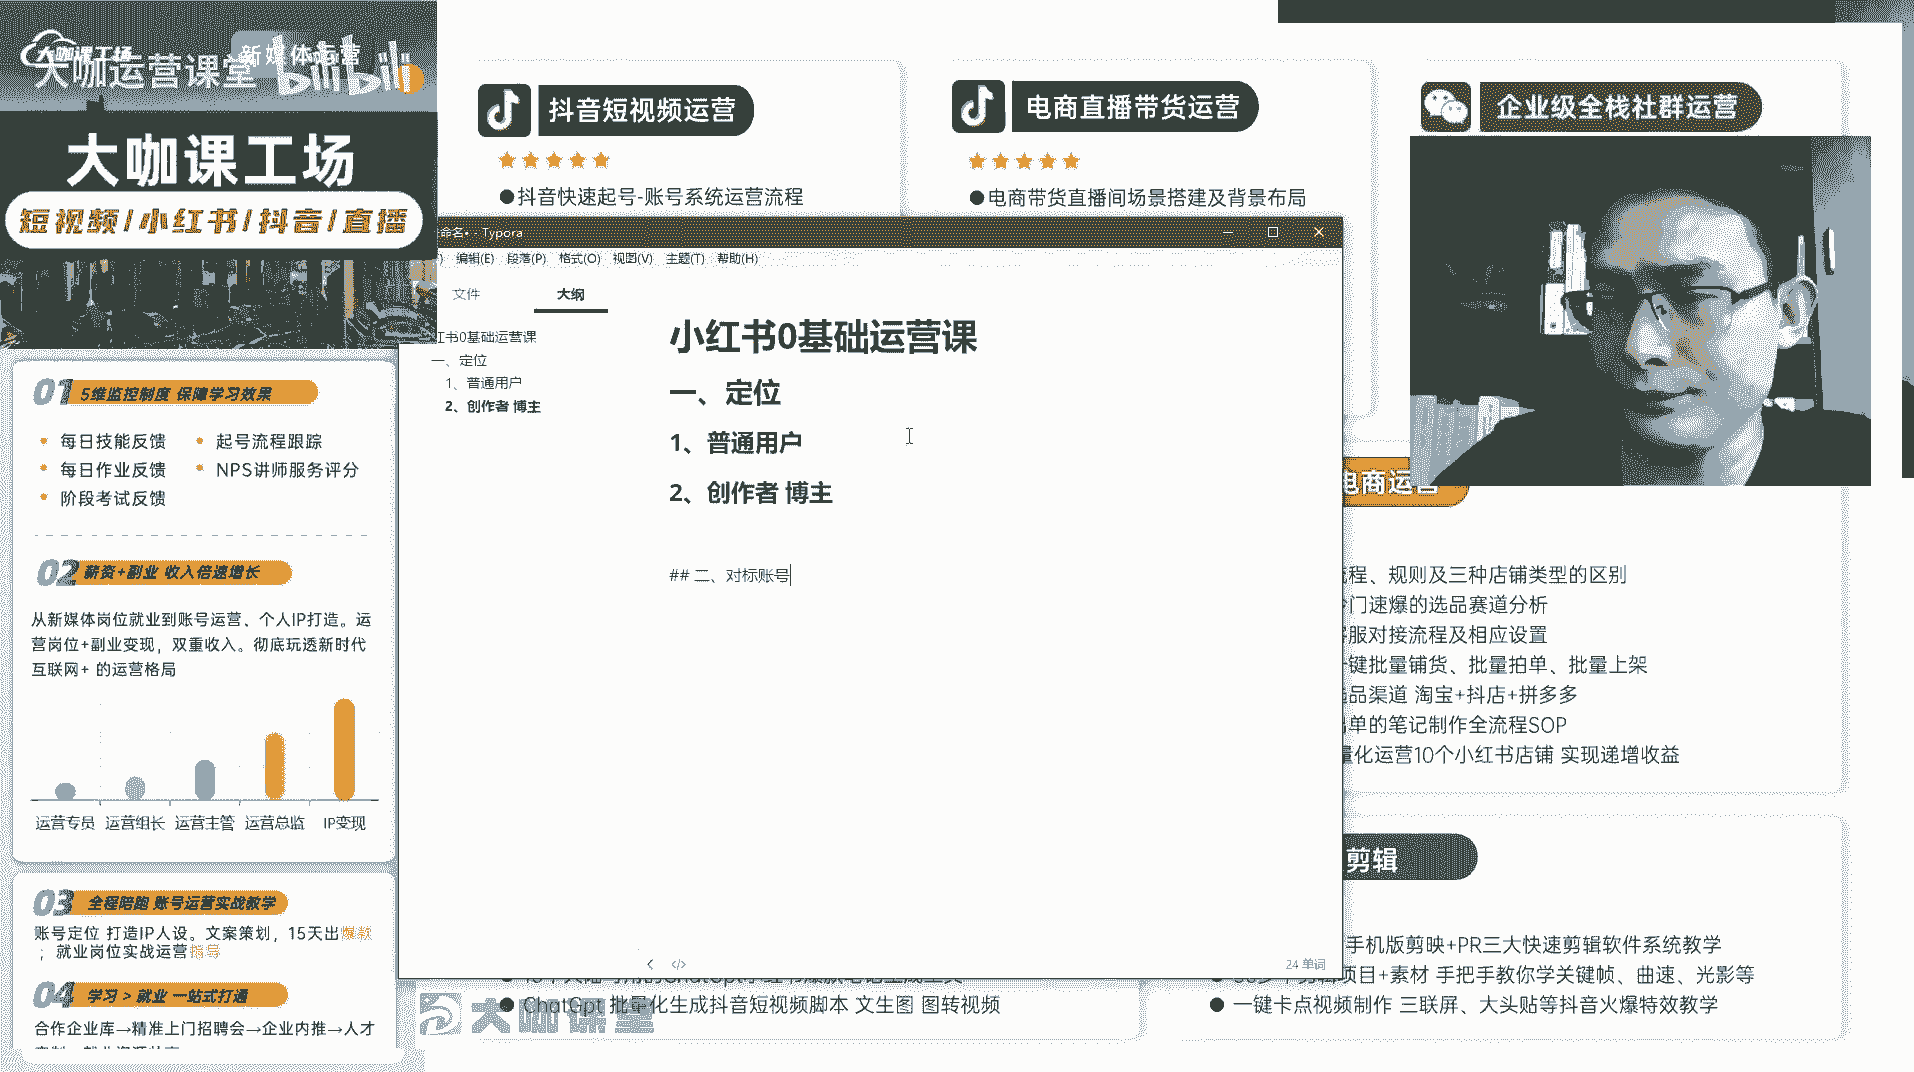 大咖课工场
新媒体运营
大咖运营课堂
bilibili
大咖课工场
短视频/小红书/抖音/直播
01 5维监控制度 保障学习效果
每日技能反馈
起号流程跟踪
每日作业反馈
NPS讲师服务评分
阶段考试反馈
02 薪资+副业 收入倍速增长
从新媒体岗位就业到账号运营、个人IP打造。运
营岗位+副业变现，双重收入。彻底玩透新时代
互联网+ 的运营格局
运营专员 运营组长 运营主管 运营总监 IP变现
03 全程陪跑 账号运营实战教学
账号定位 打造IP人设。文案策划，15天出爆款
；就业岗位实战运营指导
04 学习 > 就业 一站式打通
合作企业库→精准上门招聘会→企业内推→人才
抖音短视频运营
●抖音快速起号-账号系统运营流程
电商直播带货运营
●电商带货直播间场景搭建及背景布局
企业级全栈社群运营
命名• - Typora
编辑(E) 段落(P) 格式(O) 视图(V) 主题(T) 帮助(H)
文件 大纲
红书0基础运营课
一、定位
1、普通用户
2、创作者 博主
小红书0基础运营课
一、定位
1、普通用户
2、创作者 博主
## 二、对标账号
24 单词
电商运营
流程、规则及三种店铺类型的区别
冷门速爆的选品赛道分析
客服对接流程及相应设置
一键批量铺货、批量拍单、批量上架
选品渠道 淘宝+抖店+拼多多
出单的笔记制作全流程SOP
量化运营10个小红书店铺 实现递增收益
剪辑
手机版剪映+PR三大快速剪辑软件系统教学
项目+素材 手把手教你学关键帧、曲速、光影等
● 一键卡点视频制作 三联屏、大头贴等抖音火爆特效教学
● ChatGpt 批量化生成抖音短视频脚本 文生图 图转视频
大咖课堂